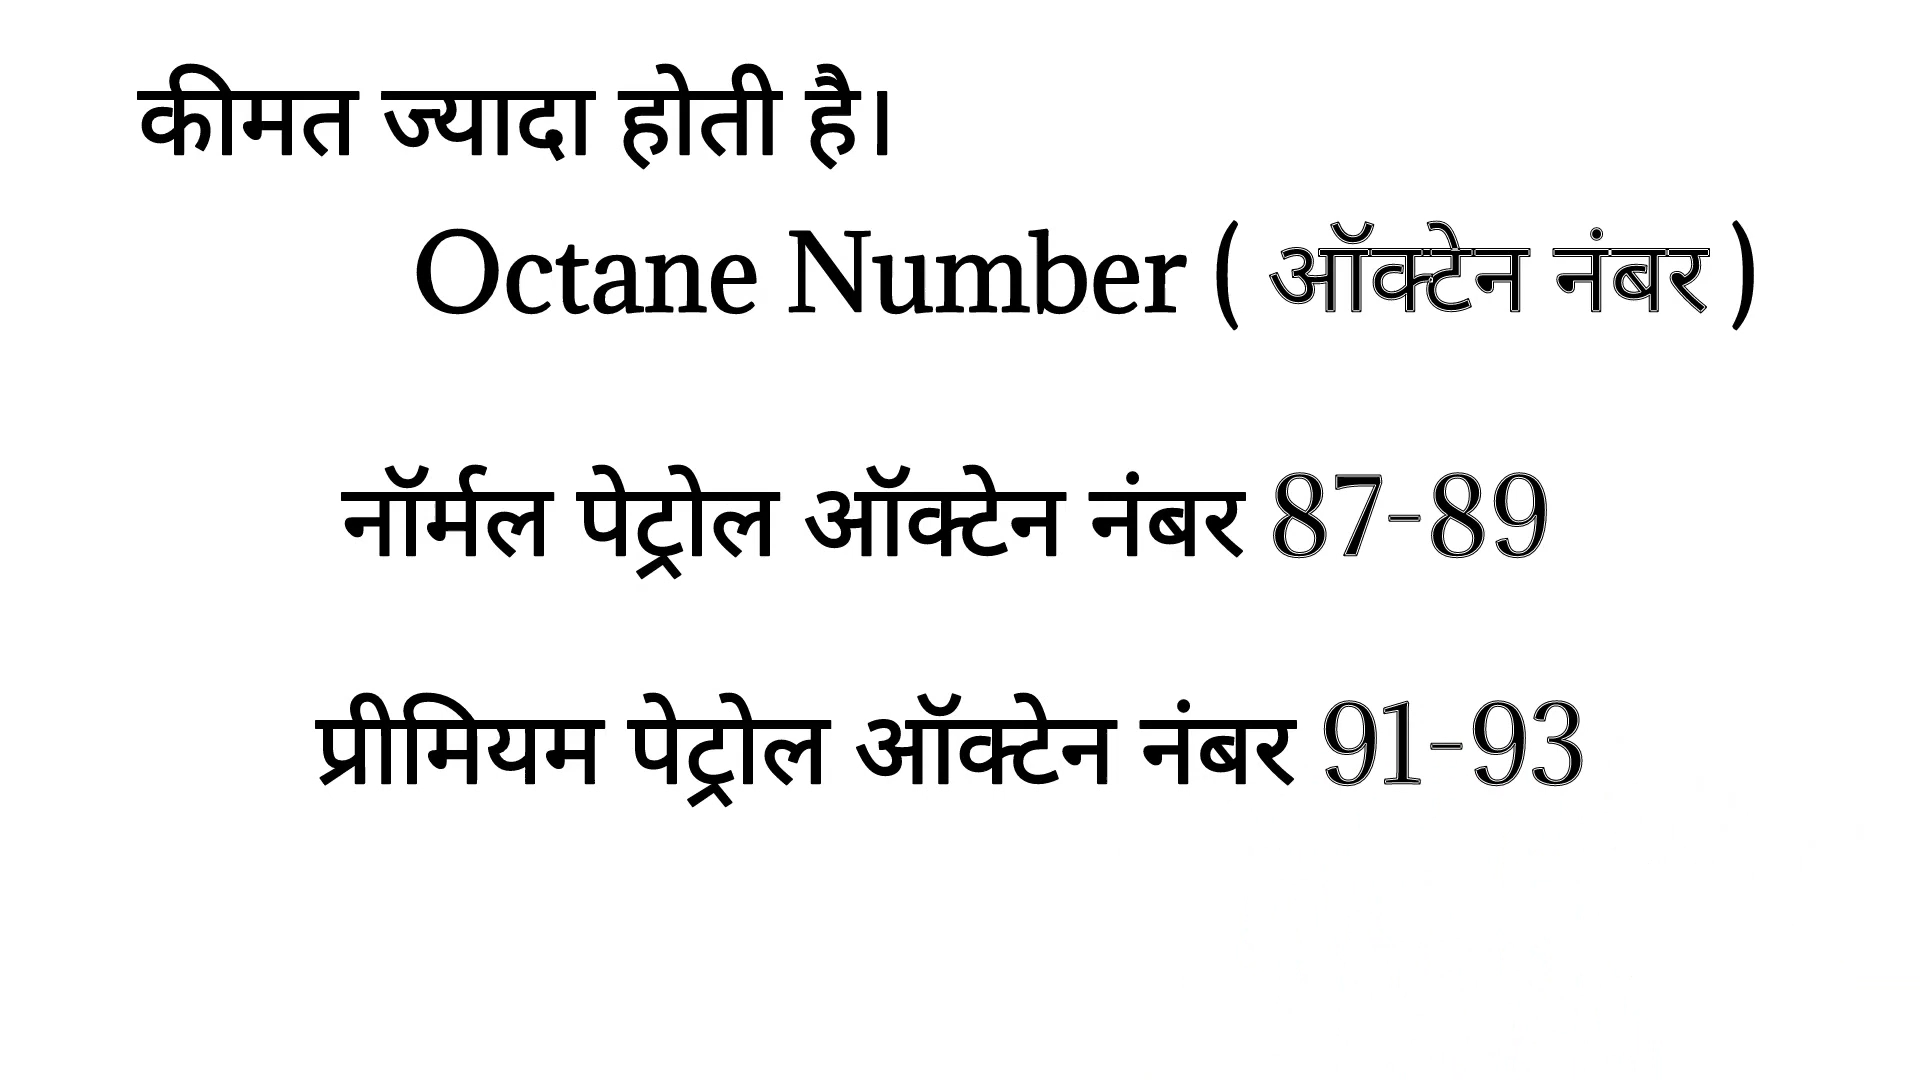 कीमत ज्यादा होती है।
Octane Number ( ऑक्टेन नंबर )
नॉर्मल पेट्रोल ऑक्टेन नंबर 87-89
प्रीमियम पेट्रोल ऑक्टेन नंबर 91-93